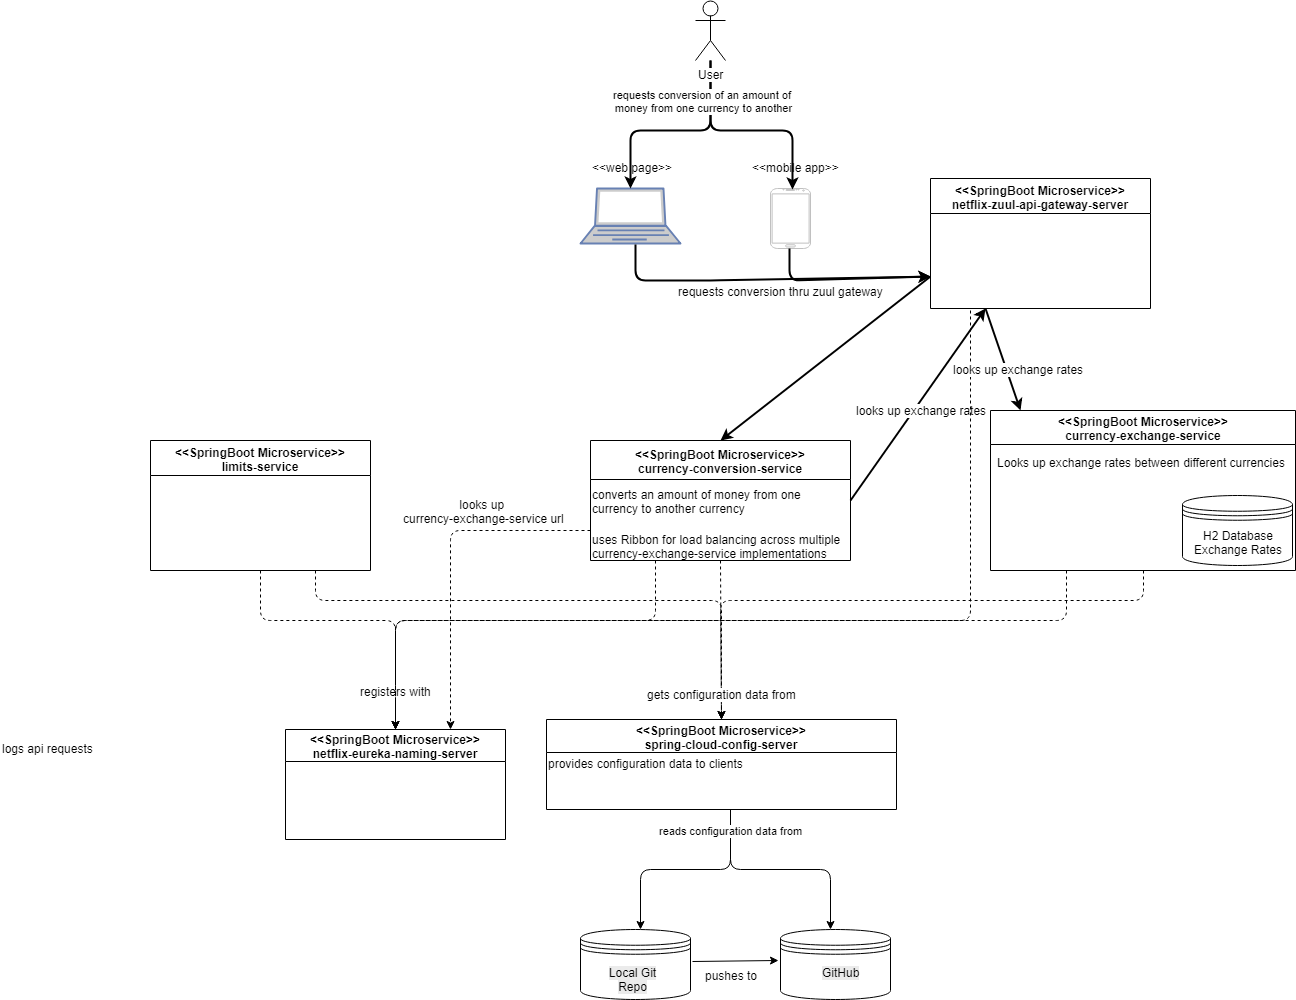 User
requests conversion of an amount of
money from one currency to another
<<web page>>
<<mobile app>>
<<SpringBoot Microservice>>
netflix-zuul-api-gateway-server
requests conversion thru zuul gateway
looks up exchange rates
looks up exchange rates
<<SpringBoot Microservice>>
currency-exchange-service
Looks up exchange rates between different currencies
H2 Database
Exchange Rates
<<SpringBoot Microservice>>
limits-service
<<SpringBoot Microservice>>
currency-conversion-service
converts an amount of money from one
currency to another currency
uses Ribbon for load balancing across multiple
currency-exchange-service implementations
looks up
currency-exchange-service url
registers with
gets configuration data from
<<SpringBoot Microservice>>
netflix-eureka-naming-server
<<SpringBoot Microservice>>
spring-cloud-config-server
provides configuration data to clients
logs api requests
reads configuration data from
Local Git
Repo
pushes to
GitHub